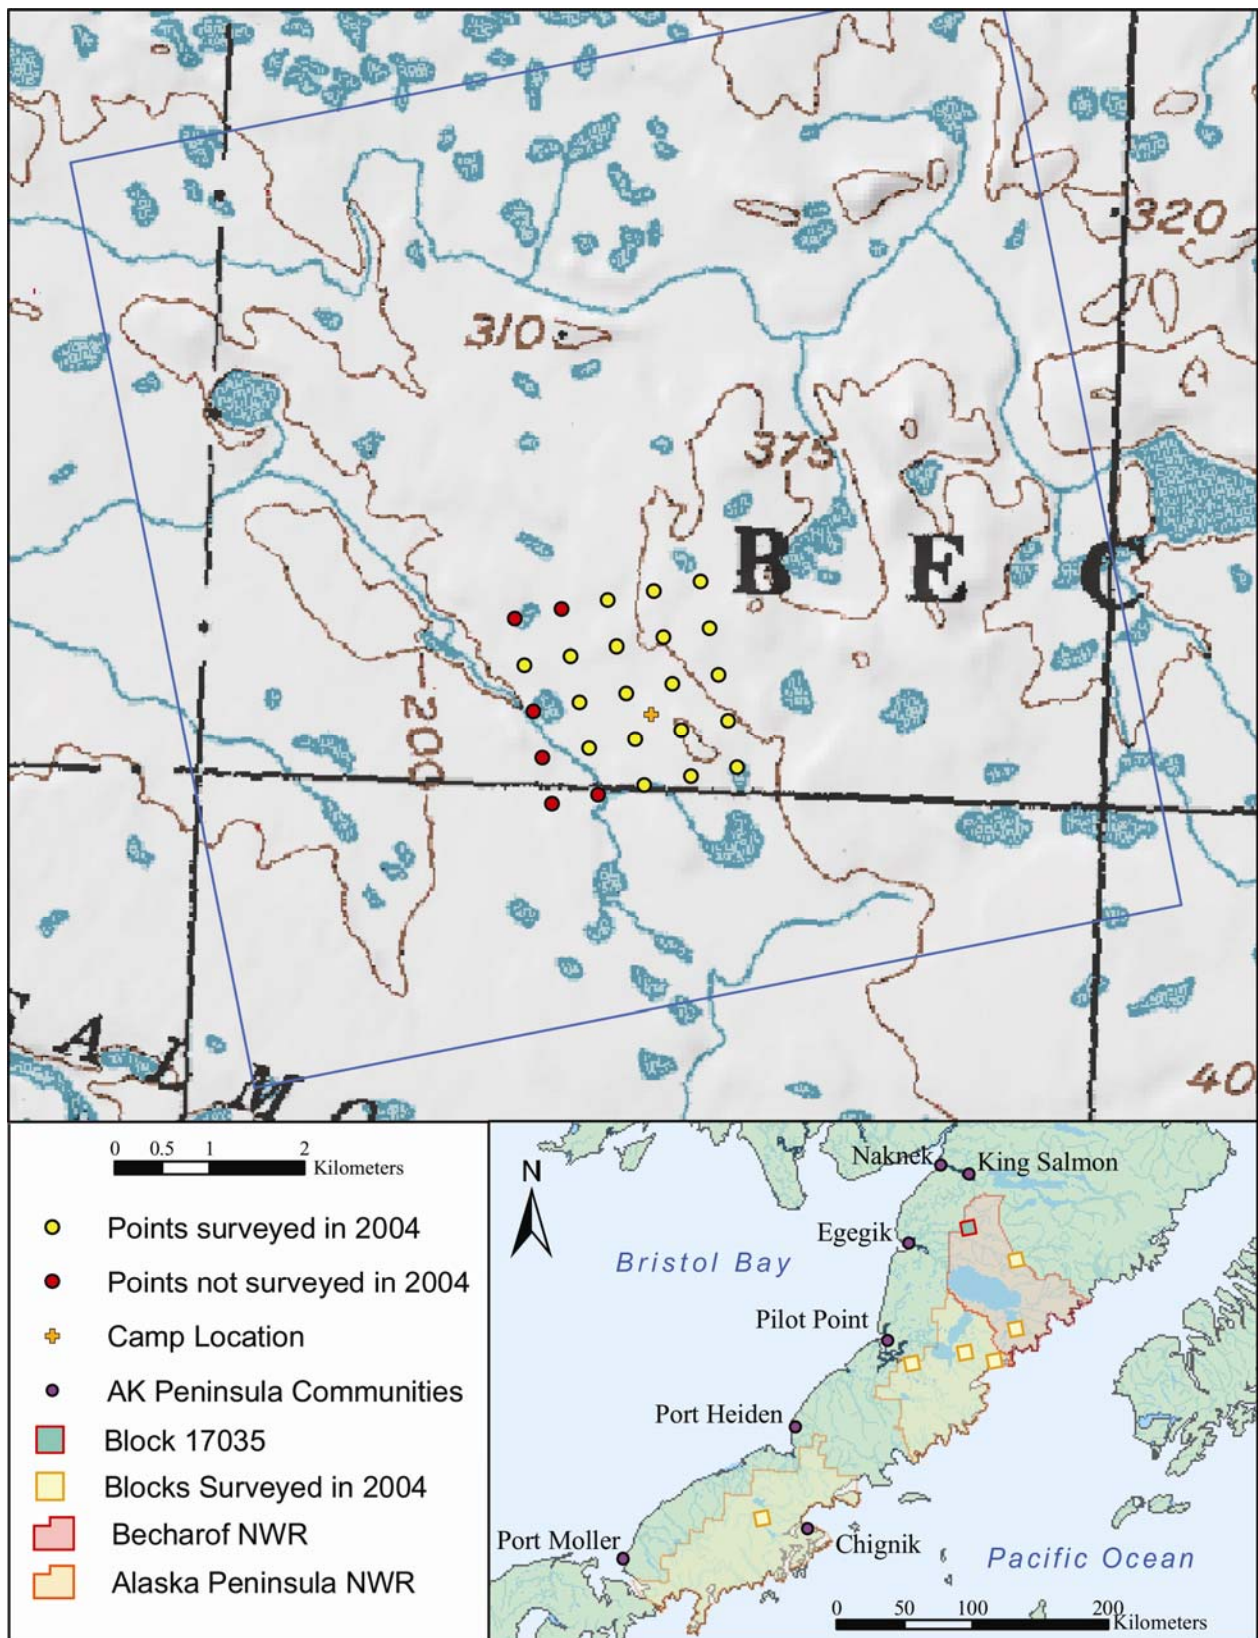 320
310
375
B E C
200
A L M O
40
0 0.5 1 2
Kilometers
Points surveyed in 2004
Points not surveyed in 2004
Camp Location
AK Peninsula Communities
Block 17035
Blocks Surveyed in 2004
Becharof NWR
Alaska Peninsula NWR
N
Naknek
King Salmon
Egegik
Bristol Bay
Pilot Point
Port Heiden
Port Moller
Chignik
Pacific Ocean
0 50 100 200
Kilometers